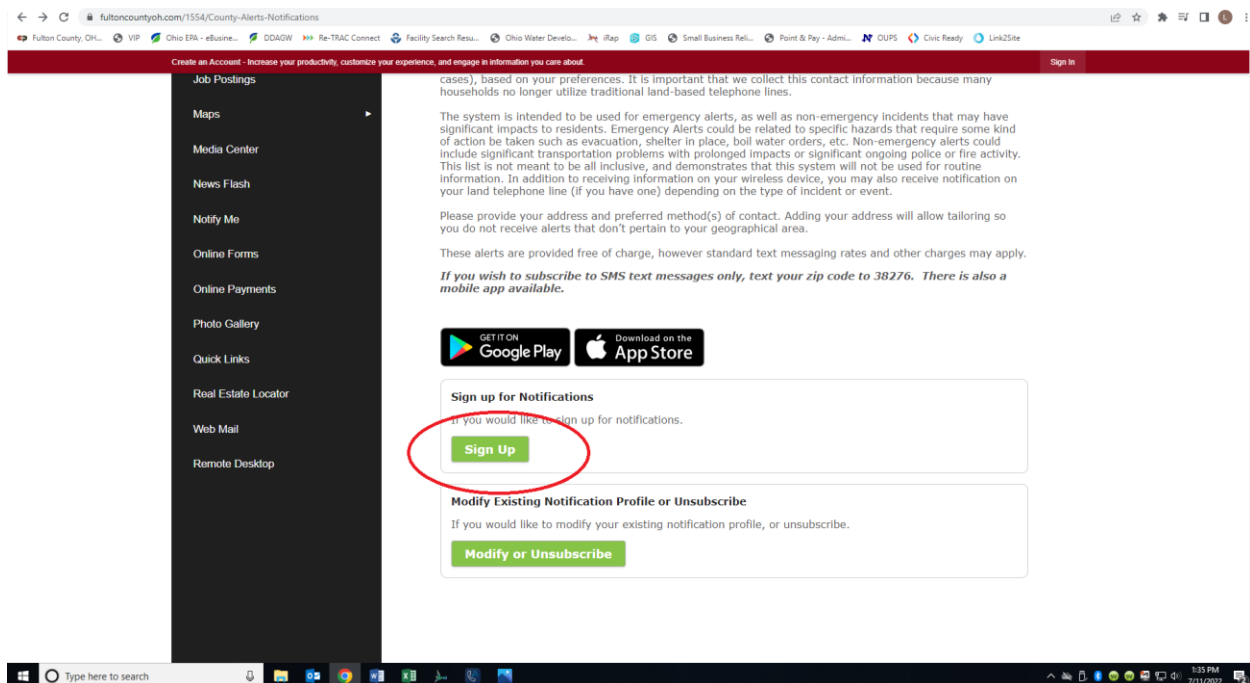 fultoncountyoh.com/1554/County-Alerts-Notifications
Fulton County, OH... VIP Ohio EPA - eBusine... DDAGW Re-TRAC Connect Facility Search Resu... Ohio Water Develo... iRap GIS Small Business Reli... Point & Pay - Admi... OUPS Civic Ready Link2Site
Create an Account - Increase your productivity, customize your experience, and engage in information you care about. Sign In
Job Postings
Maps
Media Center
News Flash
Notify Me
Online Forms
Online Payments
Photo Gallery
Quick Links
Real Estate Locator
Web Mail
Remote Desktop
cases), based on your preferences. It is important that we collect this contact information because many
households no longer utilize traditional land-based telephone lines.
The system is intended to be used for emergency alerts, as well as non-emergency incidents that may have
significant impacts to residents. Emergency Alerts could be related to specific hazards that require some kind
of action be taken such as evacuation, shelter in place, boil water orders, etc. Non-emergency alerts could
include significant transportation problems with prolonged impacts or significant ongoing police or fire activity.
This list is not meant to be all inclusive, and demonstrates that this system will not be used for routine
information. In addition to receiving information on your wireless device, you may also receive notification on
your land telephone line (if you have one) depending on the type of incident or event.
Please provide your address and preferred method(s) of contact. Adding your address will allow tailoring so
you do not receive alerts that don't pertain to your geographical area.
These alerts are provided free of charge, however standard text messaging rates and other charges may apply.
If you wish to subscribe to SMS text messages only, text your zip code to 38276. There is also a
mobile app available.
GET IT ON
Google Play
Download on the
App Store
Sign up for Notifications
If you would like to sign up for notifications.
Sign Up
Modify Existing Notification Profile or Unsubscribe
If you would like to modify your existing notification profile, or unsubscribe.
Modify or Unsubscribe
Type here to search
1:35 PM
7/11/2022